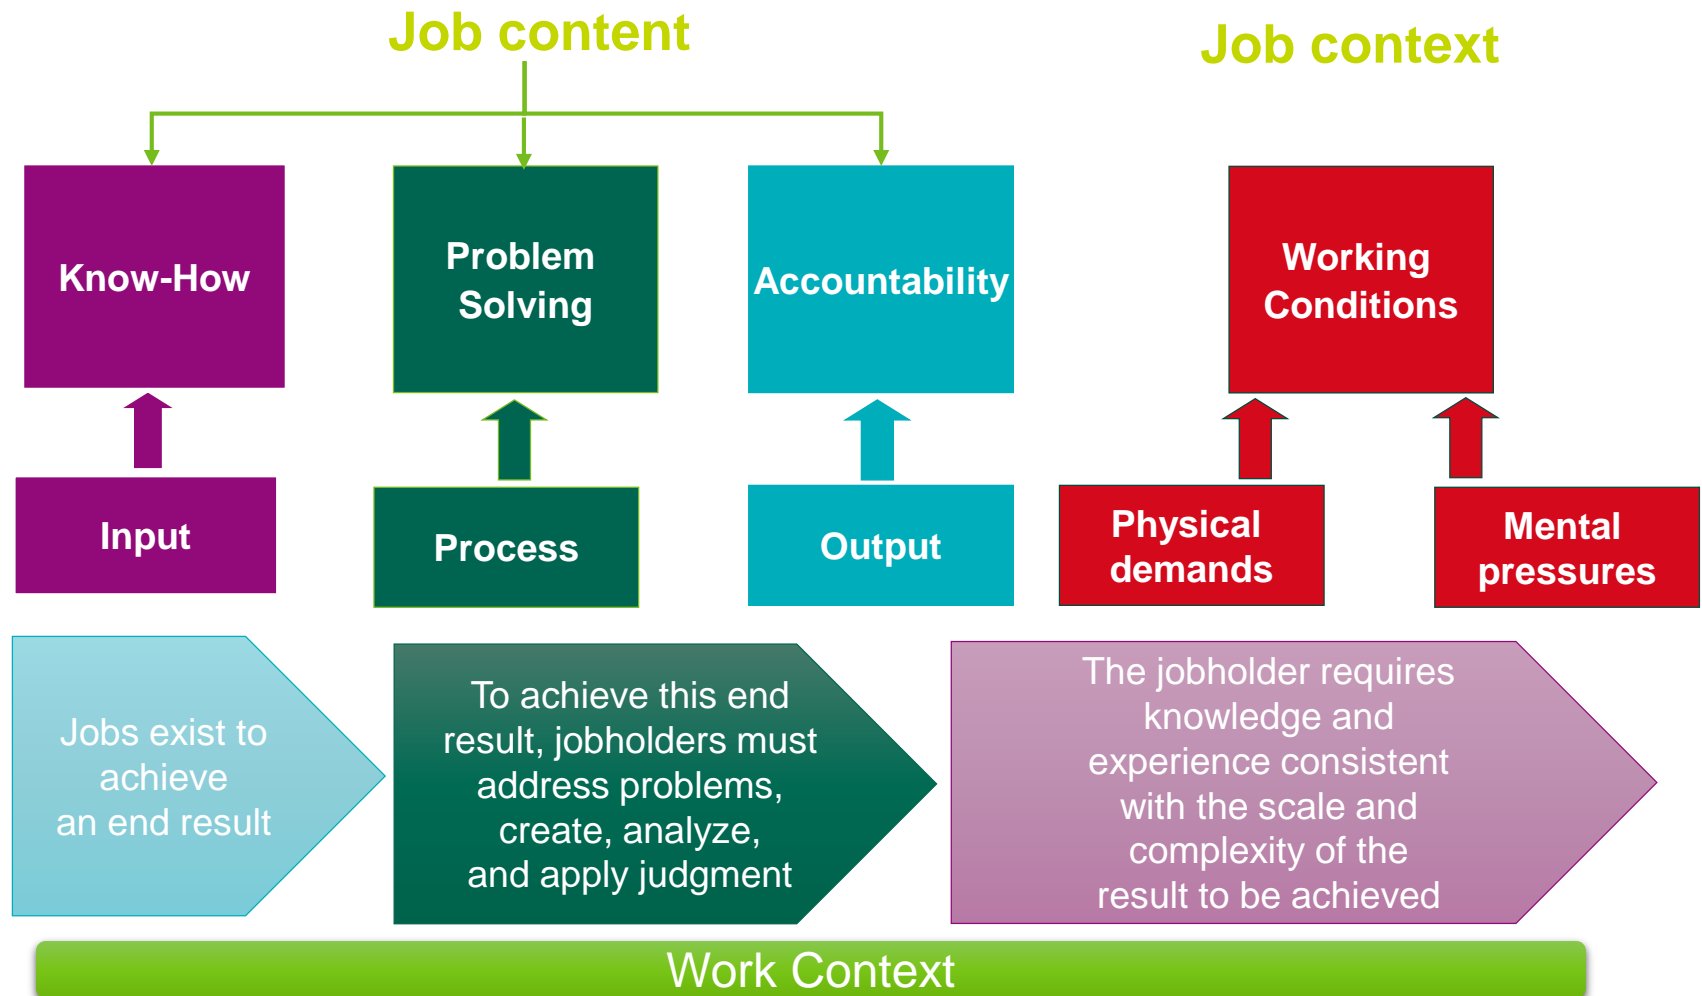 Job content
Job context
Know-How
Problem
Solving
Accountability
Working
Conditions
Input
Process
Output
Physical
demands
Mental
pressures
Jobs exist to
achieve
an end result
To achieve this end
result, jobholders must
address problems,
create, analyze,
and apply judgment
The jobholder requires
knowledge and
experience consistent
with the scale and
complexity of the
result to be achieved
Work Context